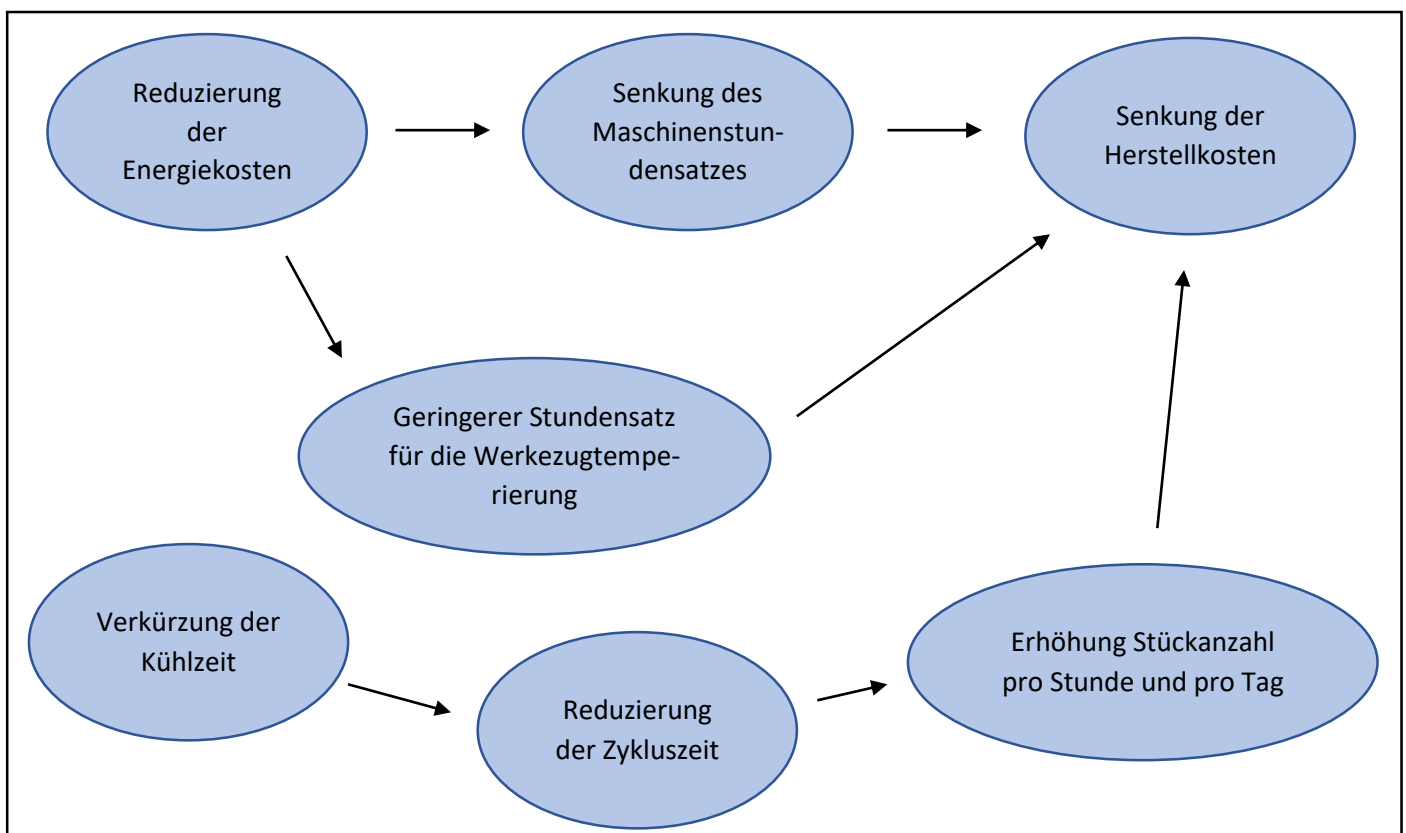 Reduzierung
der
Energiekosten
Senkung des
Maschinenstun-
densatzes
Senkung der
Herstellkosten
Geringerer Stundensatz
für die Werkezugtempe-
rierung
Verkürzung der
Kühlzeit
Reduzierung
der Zykluszeit
Erhöhung Stückanzahl
pro Stunde und pro Tag